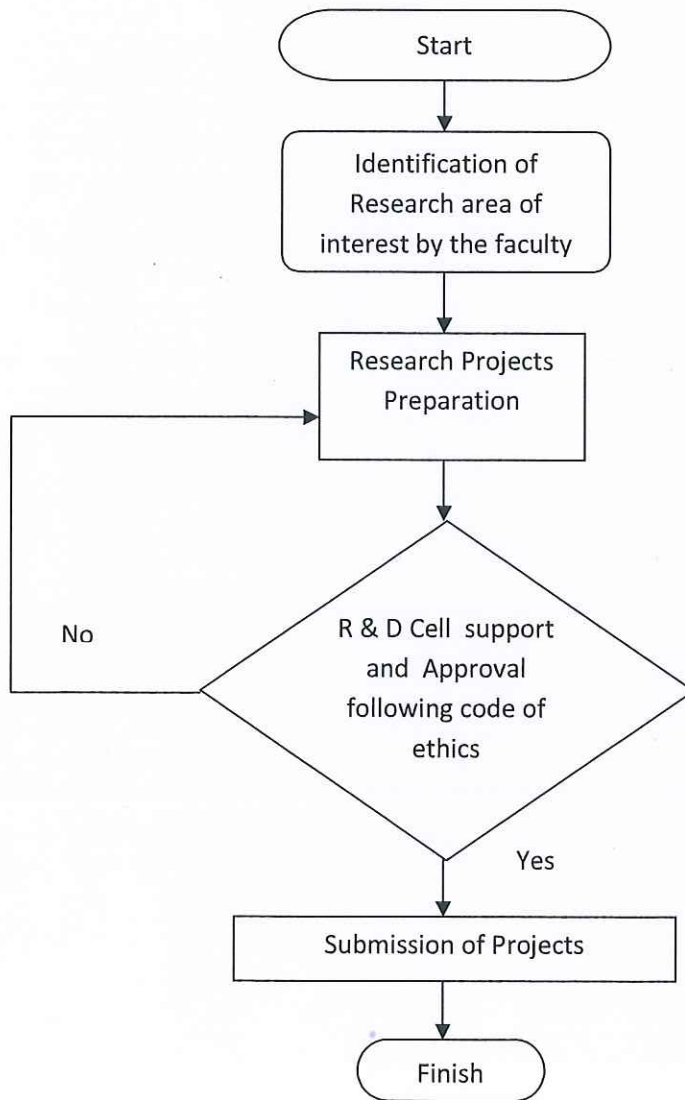 Start
Identification of
Research area of
interest by the faculty
Research Projects
Preparation
No
R & D Cell support
and Approval
following code of
ethics
Yes
Submission of Projects
Finish